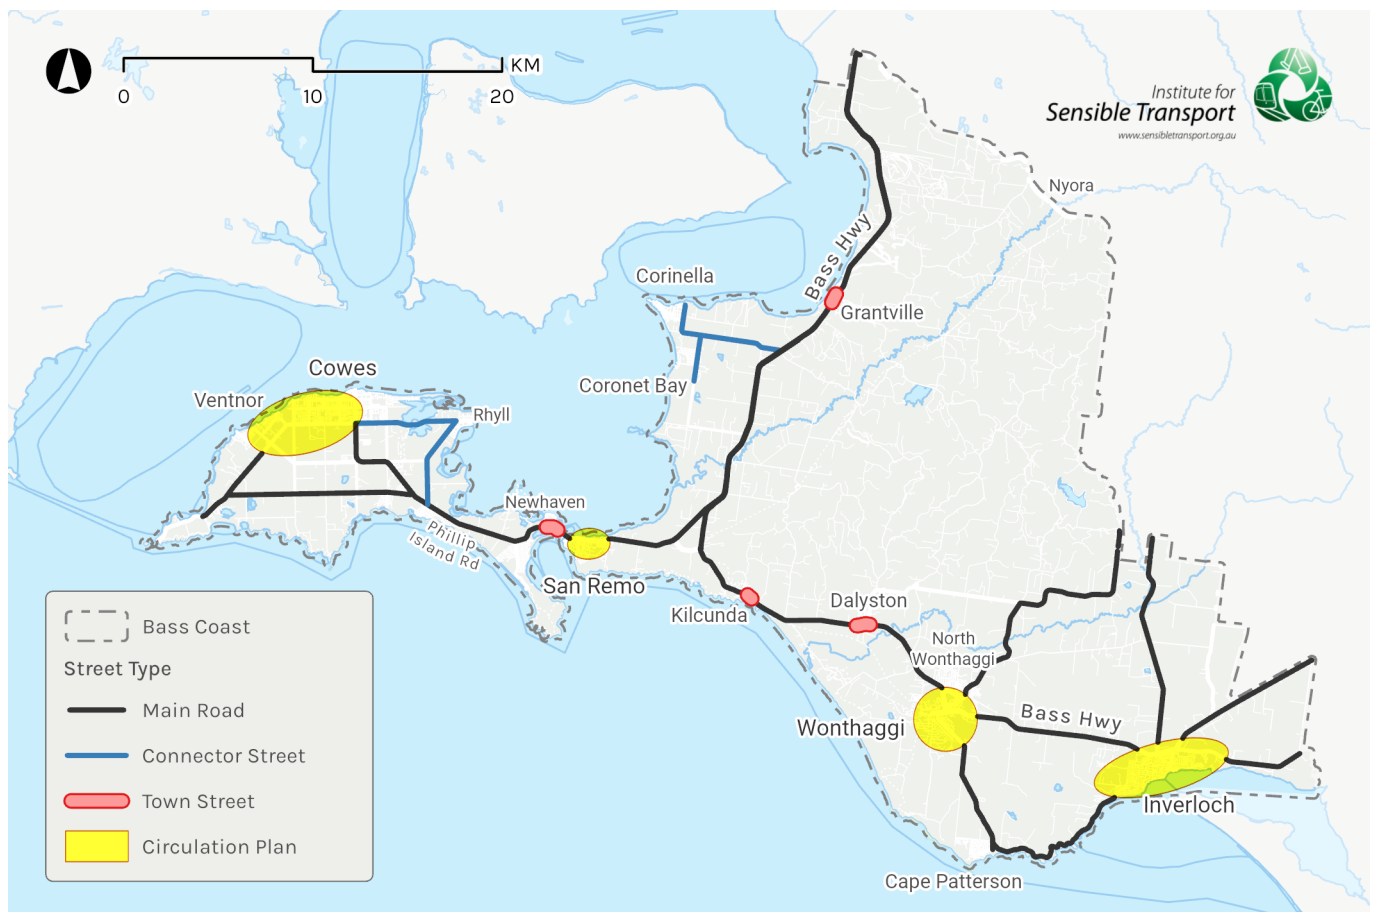 KM
0 10 20
Institute for
Sensible Transport
www.sensibletransport.org.au
Nyora
Bass Hwy
Corinella
Grantville
Cowes
Coronet Bay
Ventnor
Rhyll
Newhaven
Phillip
Island Rd
San Remo
Kilcunda
Dalyston
North
Wonthaggi
Bass Hwy
Wonthaggi
Inverloch
Cape Patterson
Bass Coast
Street Type
Main Road
Connector Street
Town Street
Circulation Plan